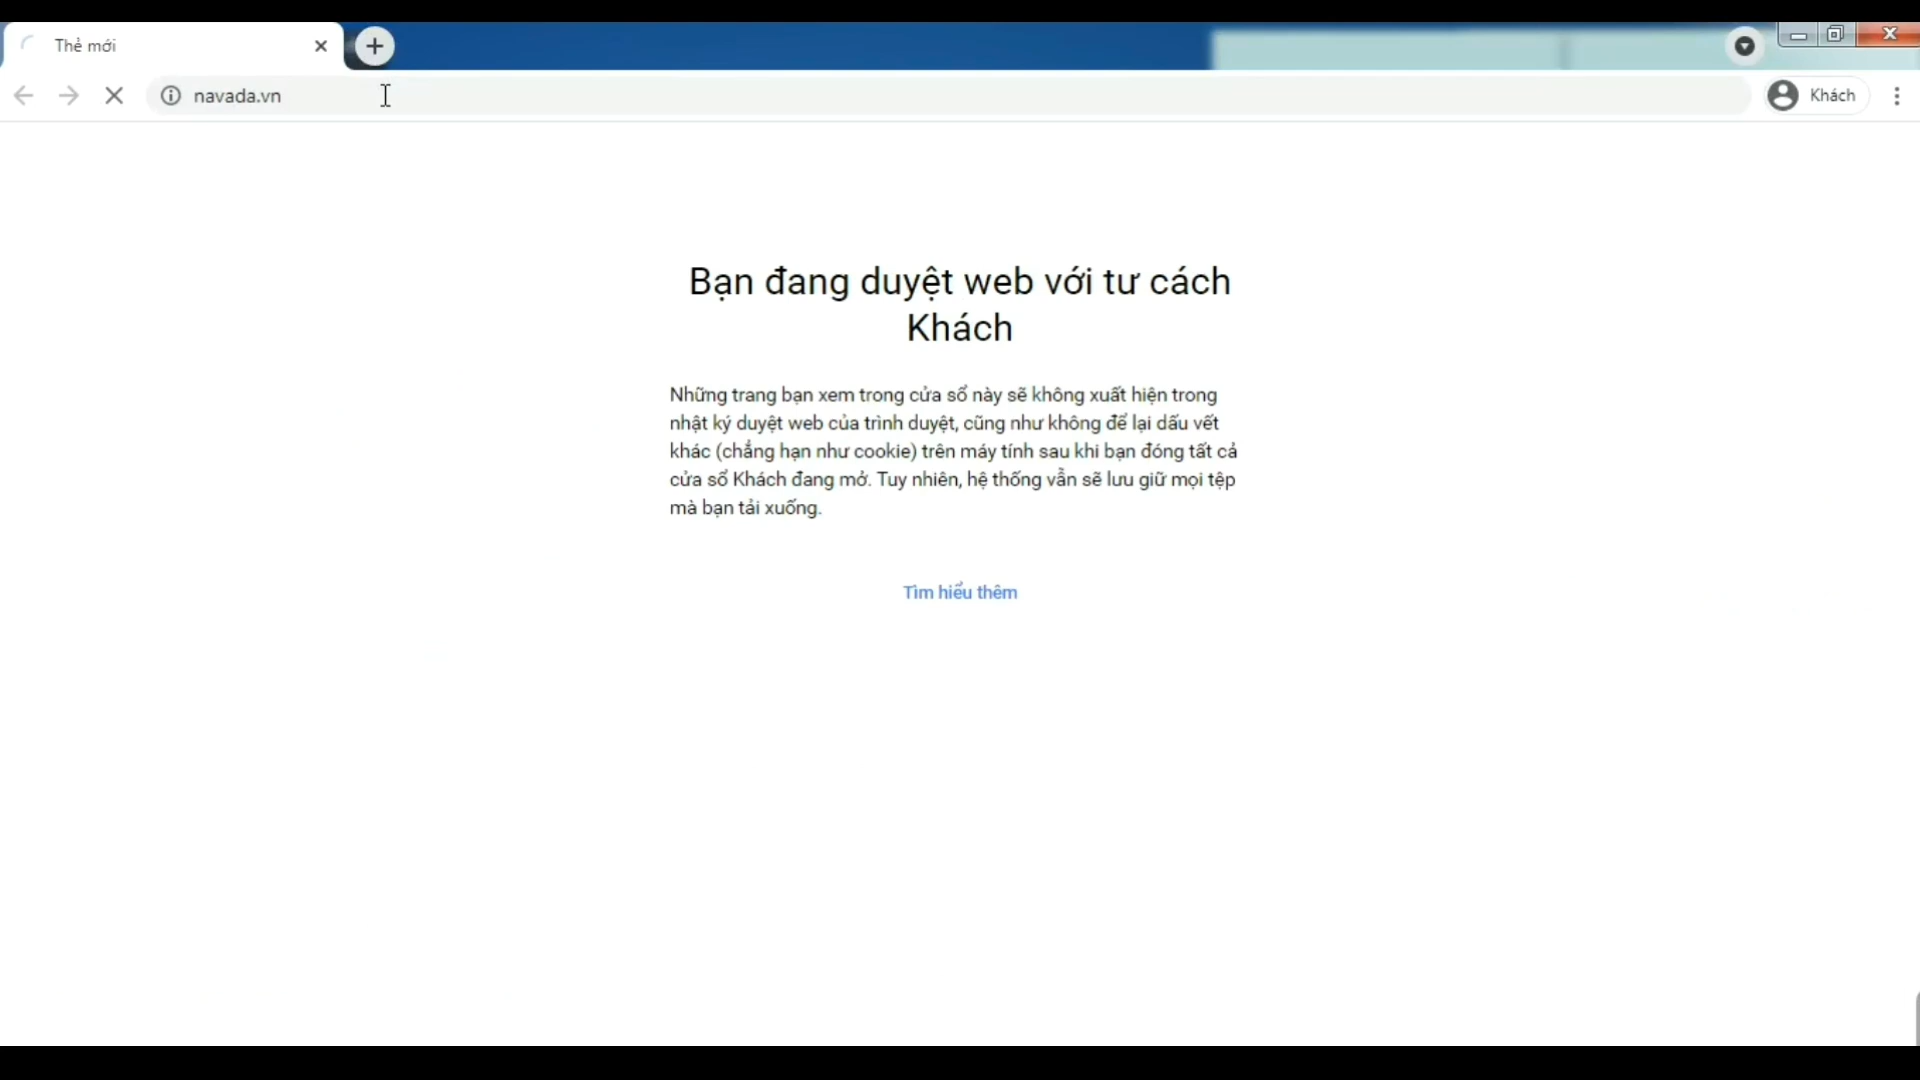 Thẻ mới
navada.vn
Khách
Bạn đang duyệt web với tư cách
Khách
Những trang bạn xem trong cửa sổ này sẽ không xuất hiện trong
nhật ký duyệt web của trình duyệt, cũng như không để lại dấu vết
khác (chẳng hạn như cookie) trên máy tính sau khi bạn đóng tất cả
cửa sổ Khách đang mở. Tuy nhiên, hệ thống vẫn sẽ lưu giữ mọi tệp
mà bạn tải xuống.
Tìm hiểu thêm